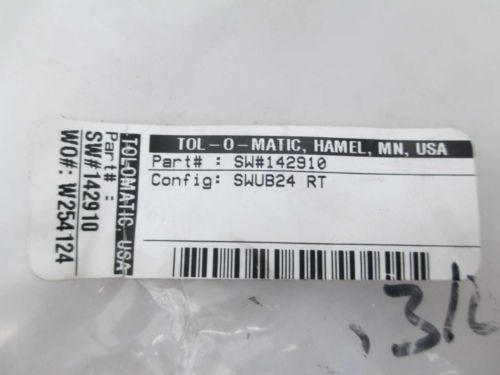 TOL-O-MATIC, HAMEL, MN, USA
Part# : SW#142910
Config: SWUB24 RT
TOLOMATIC, USA
Part# :
SW#142910
WO#: W254124